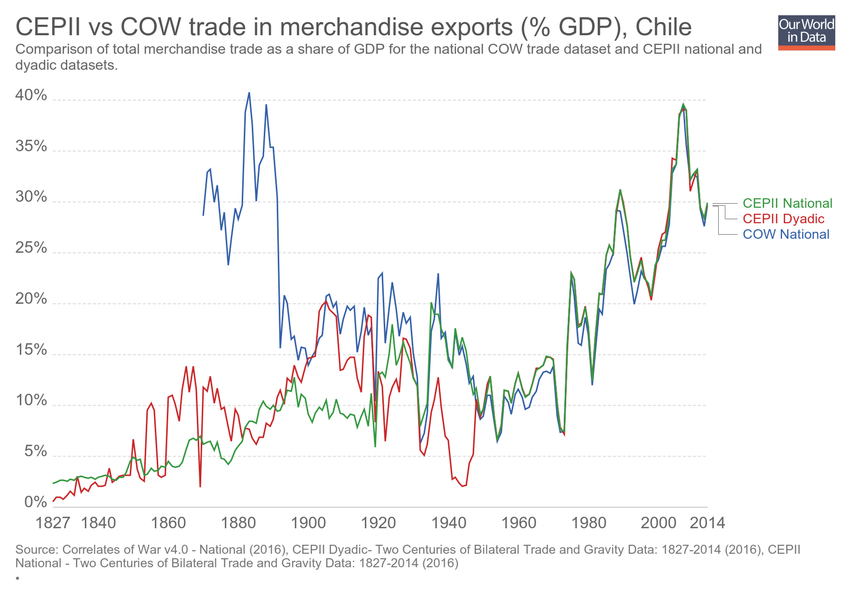 CEPII vs COW trade in merchandise exports (% GDP), Chile
Our World
in Data
Comparison of total merchandise trade as a share of GDP for the national COW trade dataset and CEPII national and
dyadic datasets.
40%
35%
30%
25%
20%
15%
10%
5%
0%
CEPII National
CEPII Dyadic
COW National
1827 1840 1860 1880 1900 1920 1940 1960 1980 2000 2014
Source: Correlates of War v4.0 - National (2016), CEPII Dyadic- Two Centuries of Bilateral Trade and Gravity Data: 1827-2014 (2016), CEPII
National - Two Centuries of Bilateral Trade and Gravity Data: 1827-2014 (2016)
•